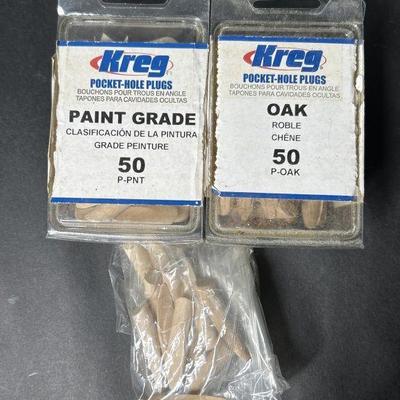 Kreg
POCKET-HOLE PLUGS
BOUCHONS POUR TROUS EN ANGLE
TAPONES PARA CAVIDADES OCULTAS
PAINT GRADE
CLASIFICACIÓN DE LA PINTURA
GRADE PEINTURE
50
P-PNT
Kreg
POCKET-HOLE PLUGS
BOUCHONS POUR TROUS EN ANGLE
TAPONES PARA CAVIDADES OCULTAS
OAK
ROBLE
CHÊNE
50
P-OAK